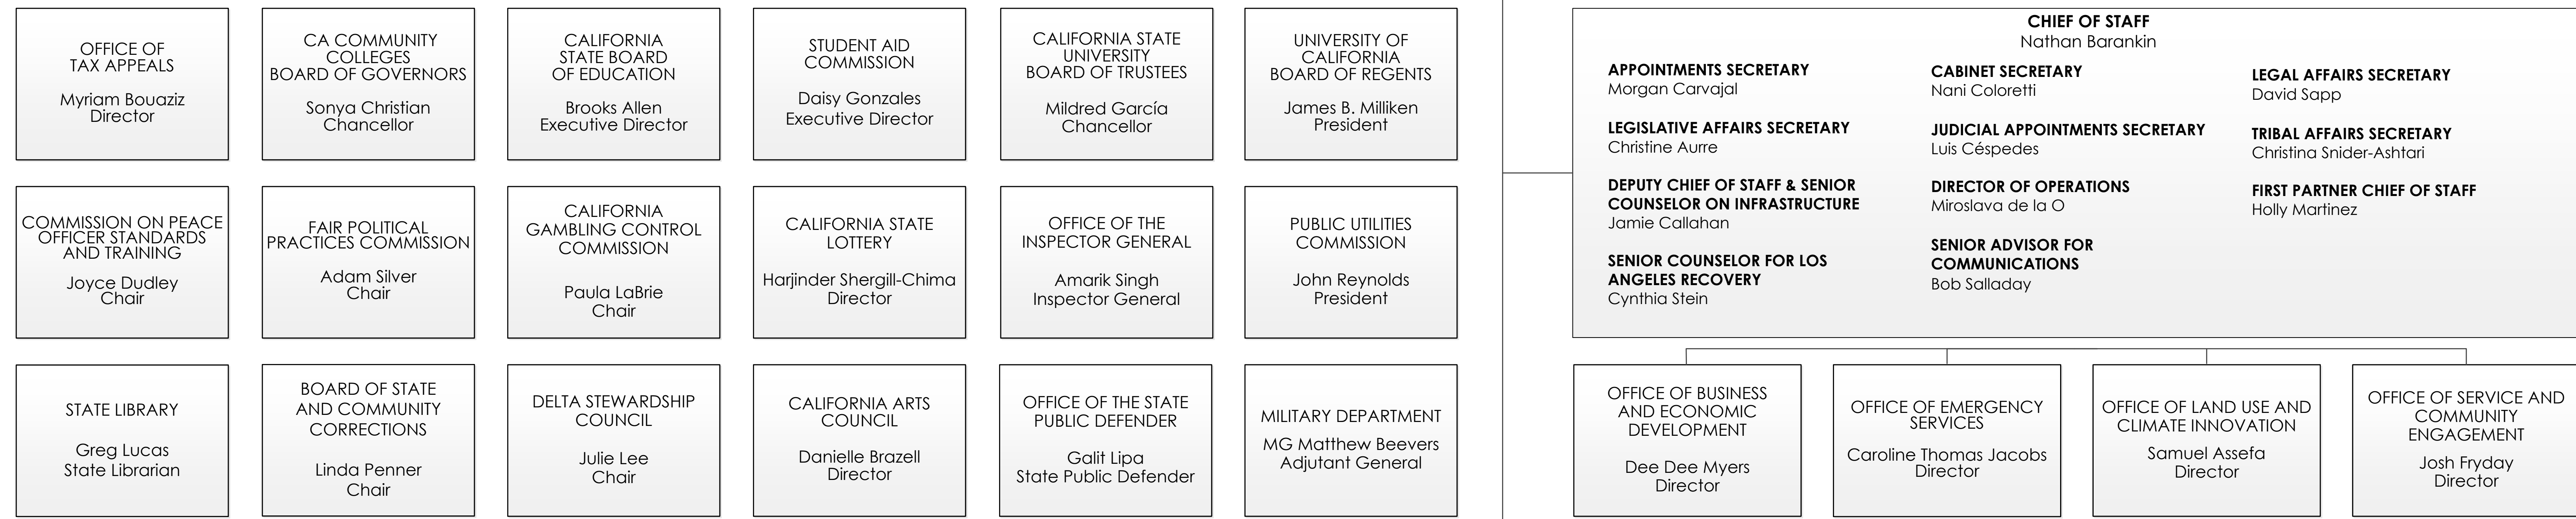 OFFICE OF
TAX APPEALS
Myriam Bouaziz
Director
CA COMMUNITY
COLLEGES
BOARD OF GOVERNORS
Sonya Christian
Chancellor
CALIFORNIA
STATE BOARD
OF EDUCATION
Brooks Allen
Executive Director
STUDENT AID
COMMISSION
Daisy Gonzales
Executive Director
CALIFORNIA STATE
UNIVERSITY
BOARD OF TRUSTEES
Mildred García
Chancellor
UNIVERSITY OF
CALIFORNIA
BOARD OF REGENTS
James B. Milliken
President
COMMISSION ON PEACE
OFFICER STANDARDS
AND TRAINING
Joyce Dudley
Chair
FAIR POLITICAL
PRACTICES COMMISSION
Adam Silver
Chair
CALIFORNIA
GAMBLING CONTROL
COMMISSION
Paula LaBrie
Chair
CALIFORNIA STATE
LOTTERY
Harjinder Shergill-Chima
Director
OFFICE OF THE
INSPECTOR GENERAL
Amarik Singh
Inspector General
PUBLIC UTILITIES
COMMISSION
John Reynolds
President
STATE LIBRARY
Greg Lucas
State Librarian
BOARD OF STATE
AND COMMUNITY
CORRECTIONS
Linda Penner
Chair
DELTA STEWARDSHIP
COUNCIL
Julie Lee
Chair
CALIFORNIA ARTS
COUNCIL
Danielle Brazell
Director
OFFICE OF THE STATE
PUBLIC DEFENDER
Galit Lipa
State Public Defender
MILITARY DEPARTMENT
MG Matthew Beevers
Adjutant General
CHIEF OF STAFF
Nathan Barankin
APPOINTMENTS SECRETARY
Morgan Carvajal
LEGISLATIVE AFFAIRS SECRETARY
Christine Aurre
DEPUTY CHIEF OF STAFF & SENIOR
COUNSELOR ON INFRASTRUCTURE
Jamie Callahan
SENIOR COUNSELOR FOR LOS
ANGELES RECOVERY
Cynthia Stein
CABINET SECRETARY
Nani Coloretti
JUDICIAL APPOINTMENTS SECRETARY
Luis Céspedes
DIRECTOR OF OPERATIONS
Miroslava de la O
SENIOR ADVISOR FOR
COMMUNICATIONS
Bob Salladay
LEGAL AFFAIRS SECRETARY
David Sapp
TRIBAL AFFAIRS SECRETARY
Christina Snider-Ashtari
FIRST PARTNER CHIEF OF STAFF
Holly Martinez
OFFICE OF BUSINESS
AND ECONOMIC
DEVELOPMENT
Dee Dee Myers
Director
OFFICE OF EMERGENCY
SERVICES
Caroline Thomas Jacobs
Director
OFFICE OF LAND USE AND
CLIMATE INNOVATION
Samuel Assefa
Director
OFFICE OF SERVICE AND
COMMUNITY
ENGAGEMENT
Josh Fryday
Director